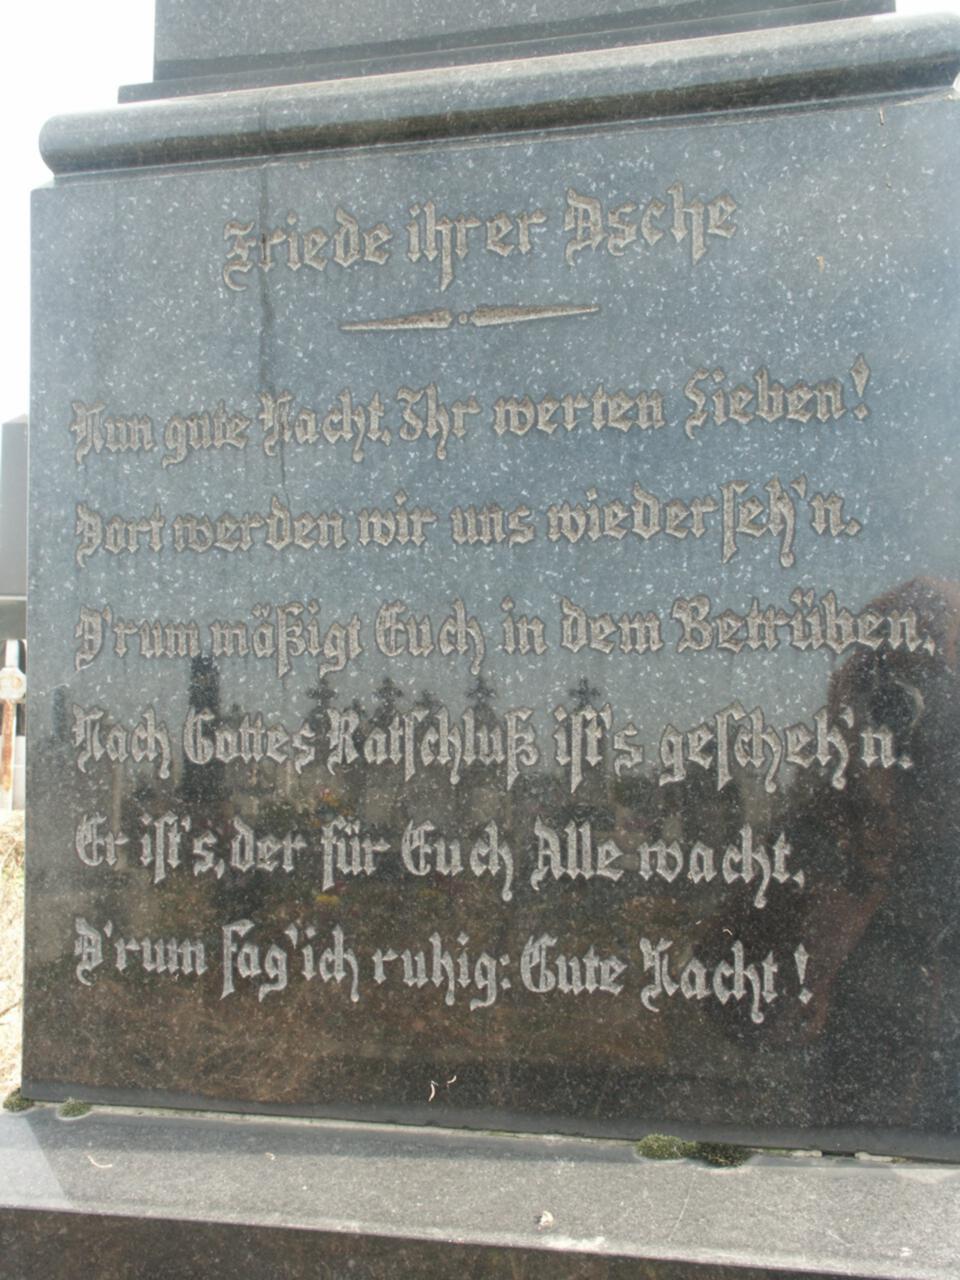 Friede ihrer Asche
Nun gute Nacht, Ihr werten Lieben!
Dort werden wir uns wiederseh'n.
D'rum mäßigt Euch in dem Betrüben,
Nach Gottes Ratschluß ist's gescheh'n.
Er ist's, der für Euch Alle wacht,
D'rum sag' ich ruhig: Gute Nacht!